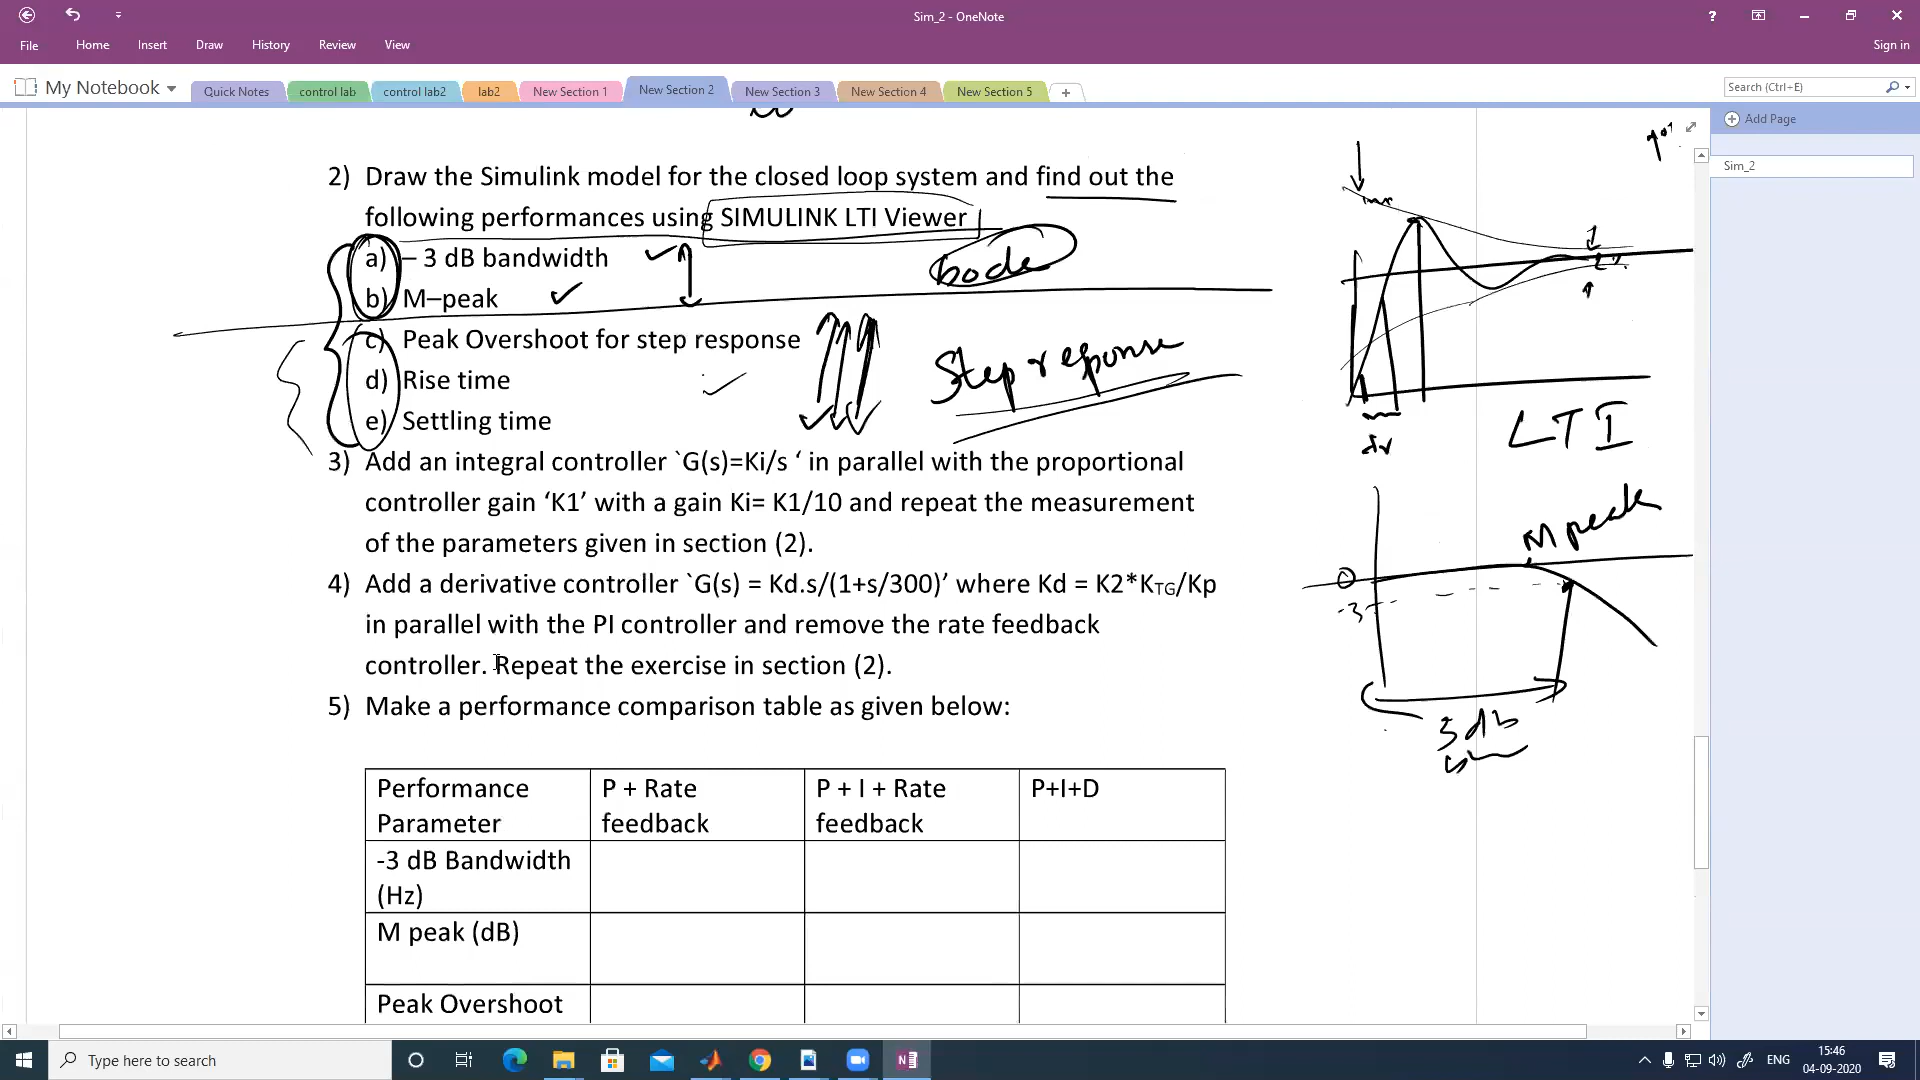 Sim_2 - OneNote
?
File Home Insert Draw History Review View
Sign in
My Notebook Quick Notes control lab control lab2 lab2 New Section 1 New Section 2 New Section 3 New Section 4 New Section 5 +
Search (Ctrl+E)
Add Page
Sim_2
2) Draw the Simulink model for the closed loop system and find out the
following performances using SIMULINK LTI Viewer
a) – 3 dB bandwidth
bode
b) M–peak
c) Peak Overshoot for step response
Step response
d) Rise time
e) Settling time
LTI
3) Add an integral controller `G(s)=Ki/s ‘ in parallel with the proportional
controller gain ‘K1’ with a gain Ki= K1/10 and repeat the measurement
of the parameters given in section (2).
M peak
4) Add a derivative controller `G(s) = Kd.s/(1+s/300)’ where Kd = K2*KTG/Kp
in parallel with the PI controller and remove the rate feedback
controller. Repeat the exercise in section (2).
0
-3
3 db
5) Make a performance comparison table as given below:
Performance Parameter P + Rate feedback P + I + Rate feedback P+I+D
-3 dB Bandwidth (Hz)
M peak (dB)
Peak Overshoot
Type here to search
ENG
15:46
04-09-2020